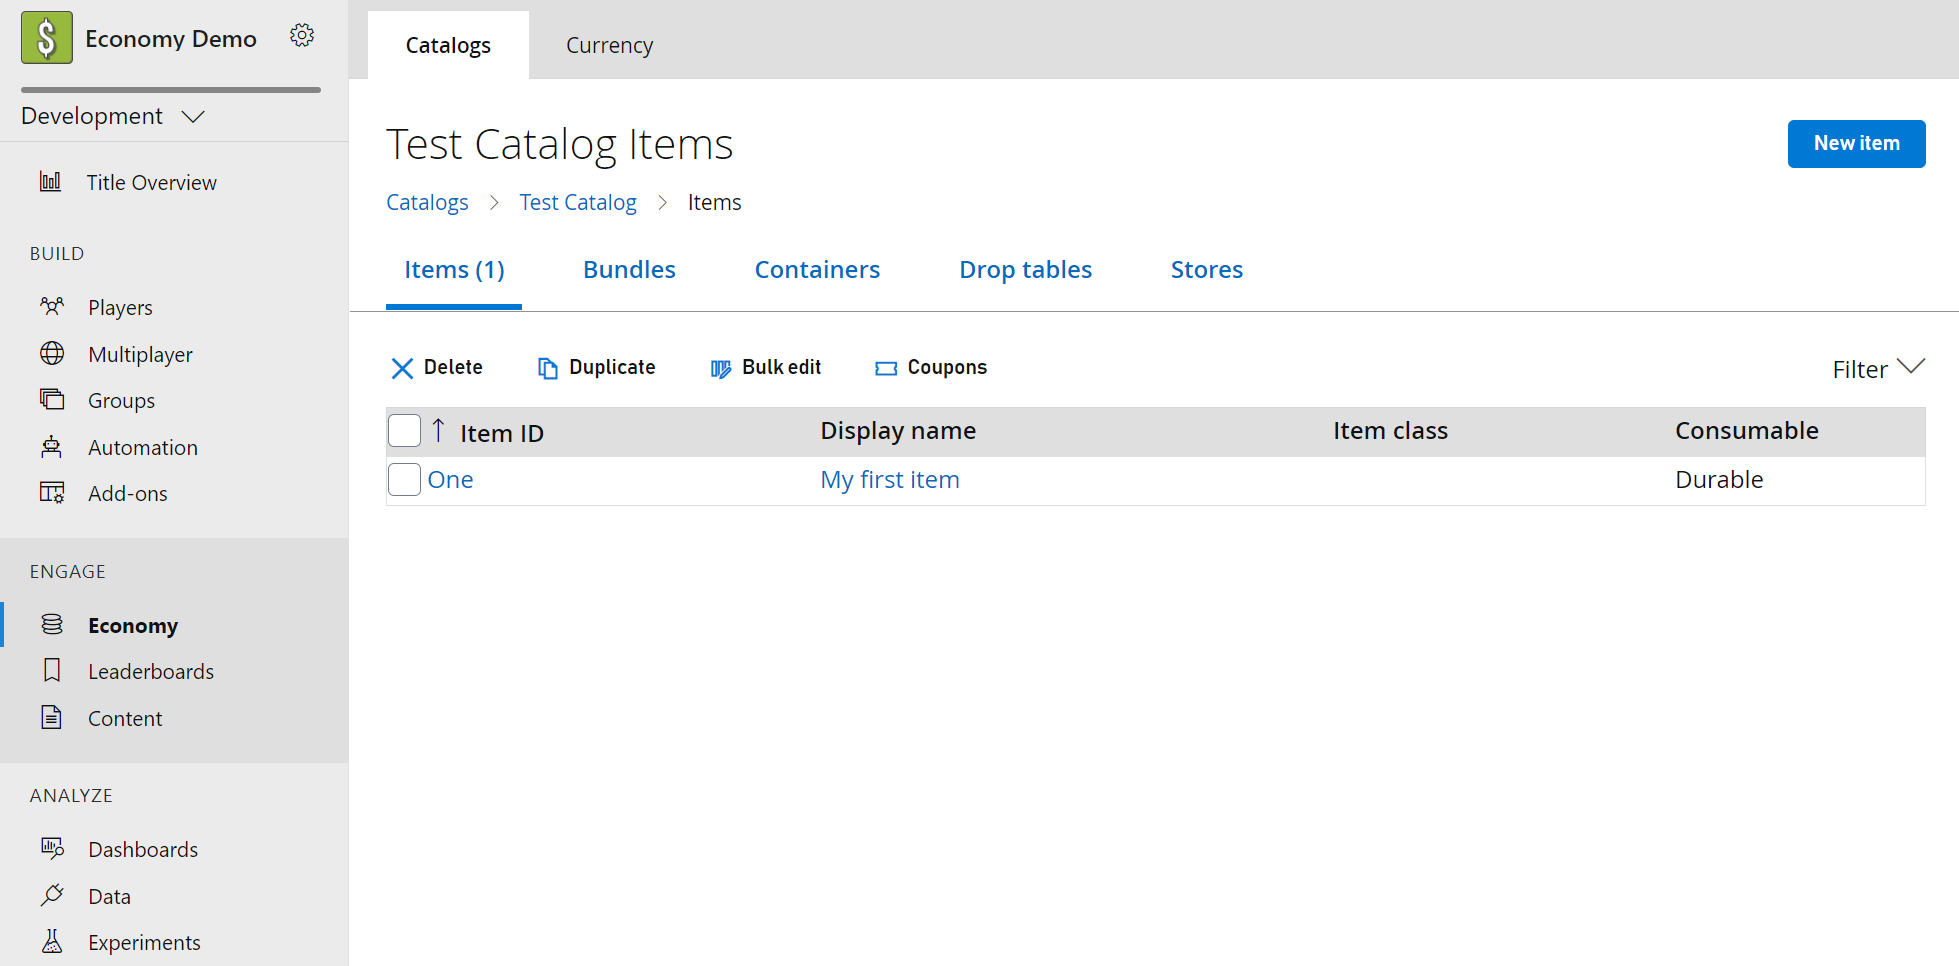 Economy Demo
Development
Title Overview
BUILD
Players
Multiplayer
Groups
Automation
Add-ons
ENGAGE
Economy
Leaderboards
Content
ANALYZE
Dashboards
Data
Experiments
Catalogs Currency
Test Catalog Items
New item
Catalogs > Test Catalog > Items
Items (1) Bundles Containers Drop tables Stores
Delete Duplicate Bulk edit Coupons Filter
↑ Item ID Display name Item class Consumable
One My first item Durable